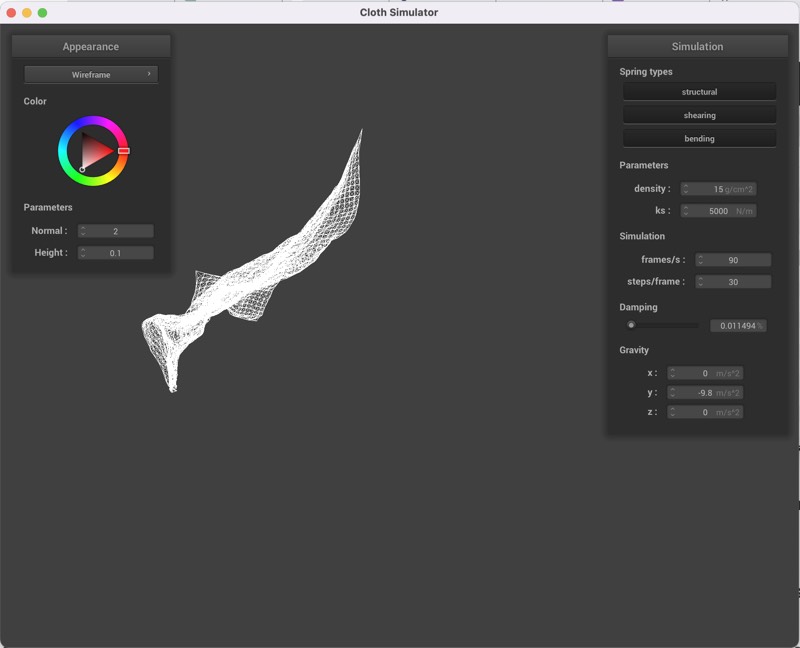 Cloth Simulator
Appearance
Wireframe
Color
Parameters
Normal : 2
Height : 0.1
Simulation
Spring types
structural
shearing
bending
Parameters
density : 15 g/cm^2
ks : 5000 N/m
Simulation
frames/s : 90
steps/frame : 30
Damping
0.011494 %
Gravity
x : 0 m/s^2
y : -9.8 m/s^2
z : 0 m/s^2